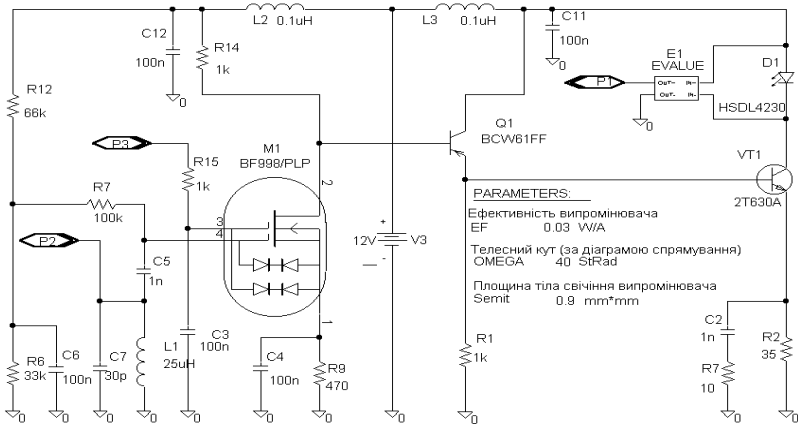 L2 0.1uH
L3 0.1uH
C11
100n
C12
100n
R14
1k
E1
EVALUE
P1
Out+ In+
Out- In-
D1
HSDL4230
R12
66k
0
0
0
Q1
BCW61FF
P3
M1
BF998/PLP
R15
1k
VT1
2T630A
2
R7
100k
3
4
P2
PARAMETERS:
Ефективність випромінювача
EF 0.03 W/A
12V + - V3
Телесний кут (за діаграмою спрямування)
OMEGA 40 StRad
C5
1n
Площина тіла свічіння випромінювача
Semit 0.9 mm*mm
1
C2
1n
R1
1k
R2
35
R6
33k
C6
100n
C7
30p
L1
25uH
C3
100n
C4
100n
R9
470
R7
10
0 0 0 0 0 0 0 0 0 0 0